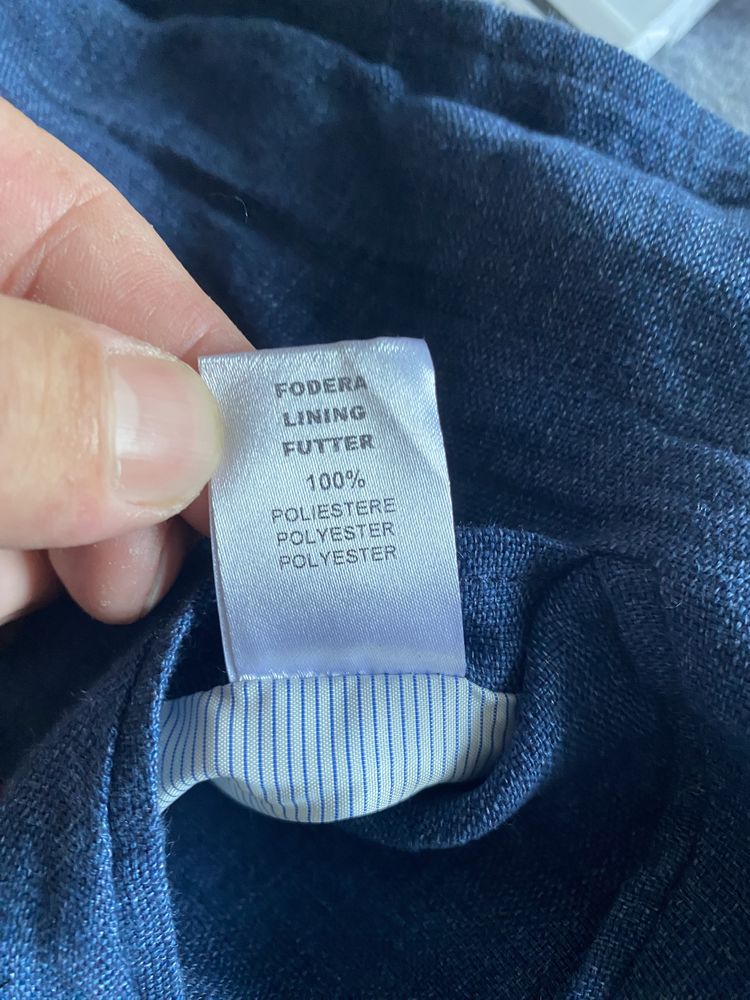 FODERA
LINING
FUTTER
100%
POLIESTERE
POLYESTER
POLYESTER